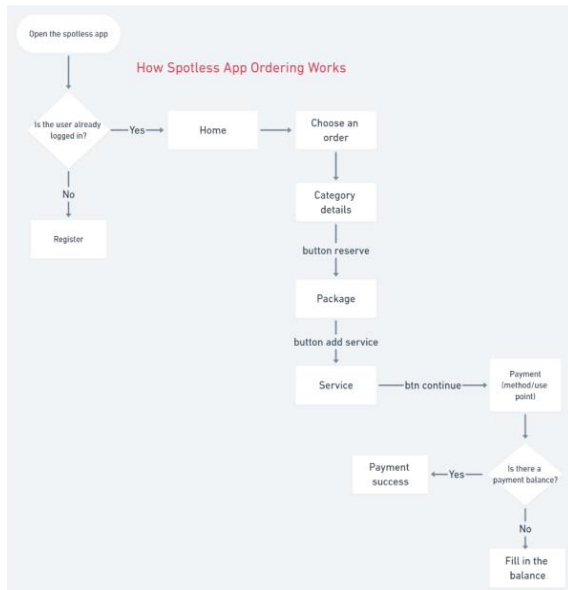 Open the spotless app
How Spotless App Ordering Works
Is the user already
logged in?
Yes
Home
Choose an
order
No
Register
Category
details
button reserve
Package
button add service
Service
btn continue
Payment
(method/use
point)
Is there a
payment balance?
Yes
Payment
success
No
Fill in the
balance